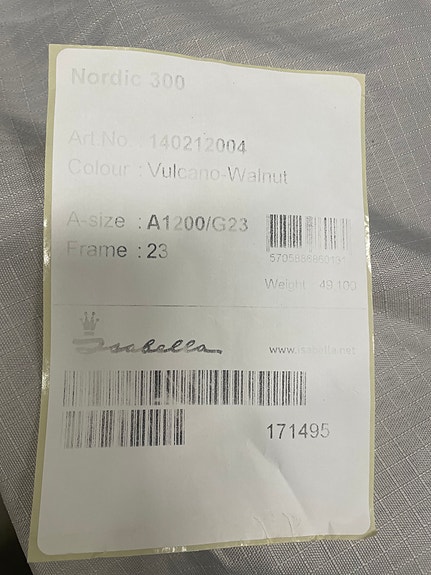 Nordic 300
Art.No. : 140212004
Colour : Vulcano-Walnut
A-size : A1200/G23
Frame : 23
Weight 49.100
Isabella
www.isabella.net
171495